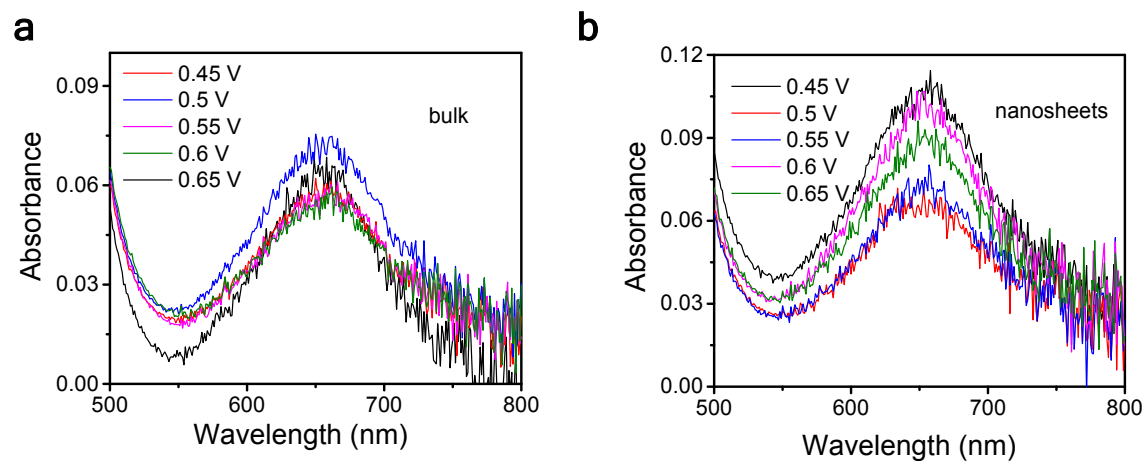 a
Absorbance
0.09
0.06
0.03
0.00
0.45 V
0.5 V
0.55 V
0.6 V
0.65 V
bulk
500
600
700
800
Wavelength (nm)
b
Absorbance
0.12
0.09
0.06
0.03
0.00
0.45 V
0.5 V
0.55 V
0.6 V
0.65 V
nanosheets
500
600
700
800
Wavelength (nm)